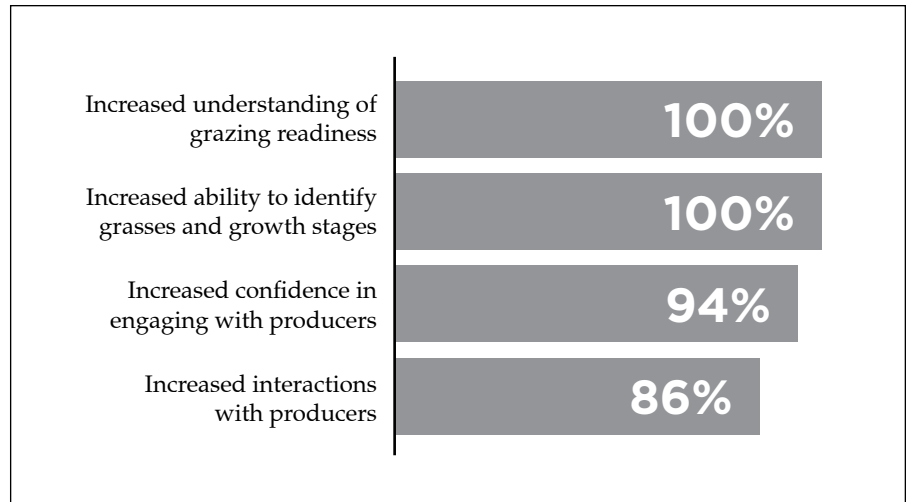 Increased understanding of
grazing readiness
100%
Increased ability to identify
grasses and growth stages
100%
Increased confidence in
engaging with producers
94%
Increased interactions
with producers
86%